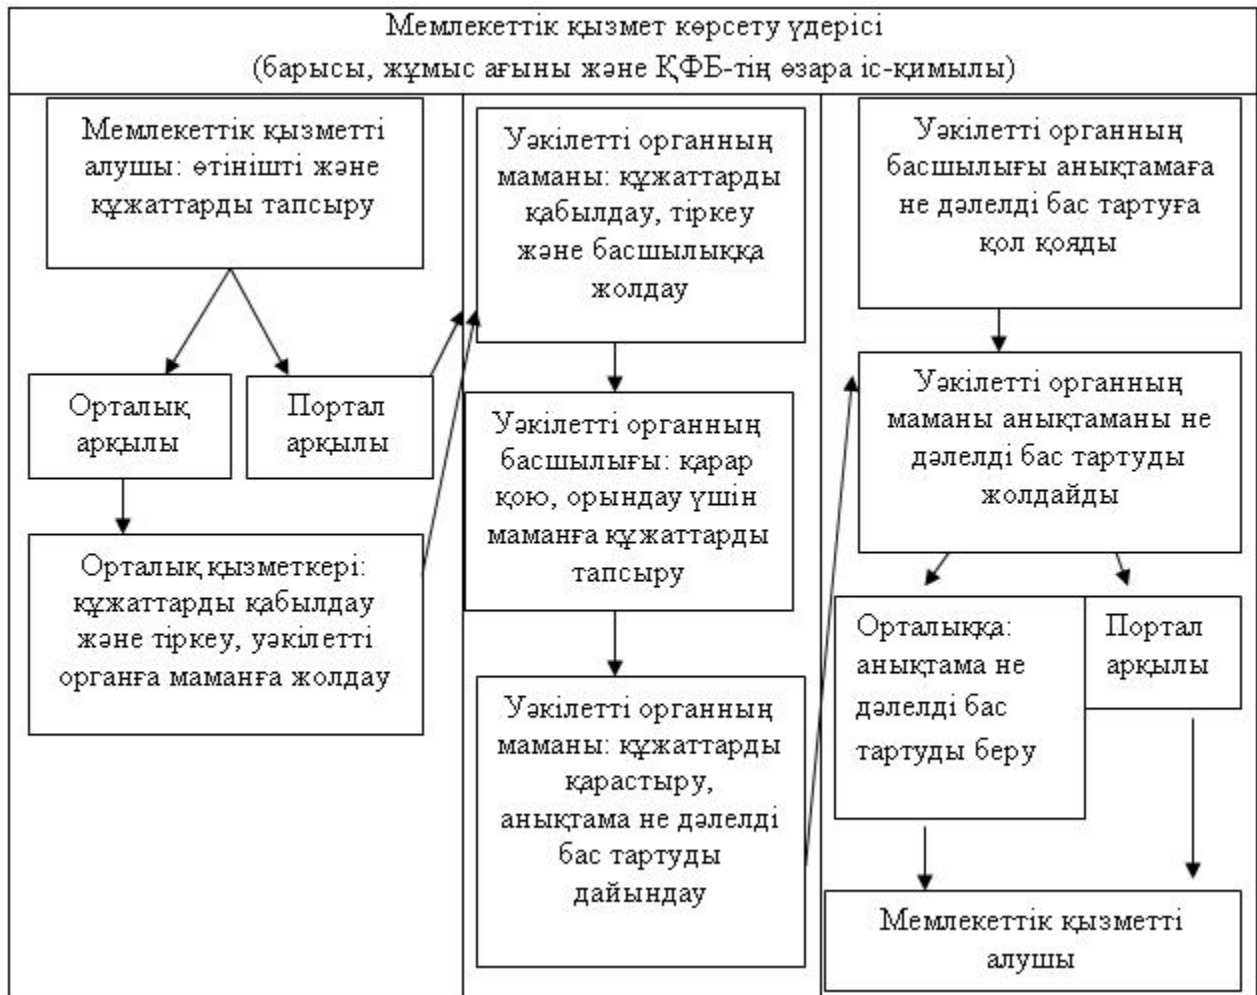 Мемлекеттік қызмет көрсету үдерісі
(барысы, жұмыс ағыны және ҚФБ-тің өзара іс-қимылы)
Мемлекеттік қызметті
алушы: өтінішті және
құжаттарды тапсыру
Орталық
арқылы
Портал
арқылы
Орталық қызметкері:
құжаттарды қабылдау
және тіркеу, уәкілетті
органға маманға жолдау
Уәкілетті органның
маманы: құжаттарды
қабылдау, тіркеу
және басшылыққа
жолдау
Уәкілетті органның
басшылығы: қарар
қою, орындау үшін
маманға құжаттарды
тапсыру
Уәкілетті органның
маманы: құжаттарды
қарастыру,
анықтама не дәлелді
бас тартуды
дайындау
Уәкілетті органның
басшылығы анықтамаға
не дәлелді бас тартуға
қол қояды
Уәкілетті органның
маманы анықтаманы не
дәлелді бас тартуды
жолдайды
Орталыққа:
анықтама не
дәлелді бас
тартуды беру
Портал
арқылы
Мемлекеттік қызметті
алушы